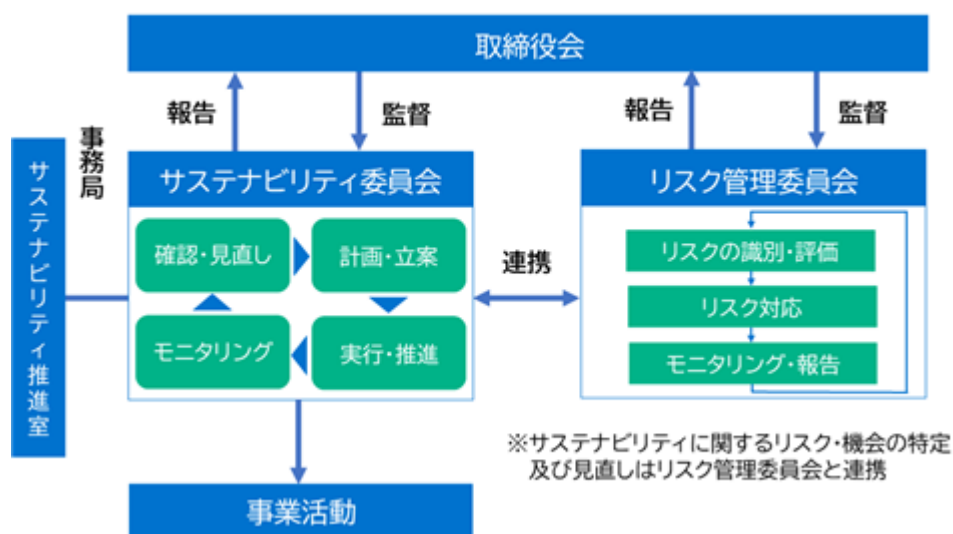 取締役会
報告
監督
報告
監督
事務局
サステナビリティ推進室
サステナビリティ委員会
確認・見直し
計画・立案
モニタリング
実行・推進
連携
リスク管理委員会
リスクの識別・評価
リスク対応
モニタリング・報告
事業活動
※サステナビリティに関するリスク・機会の特定
及び見直しはリスク管理委員会と連携